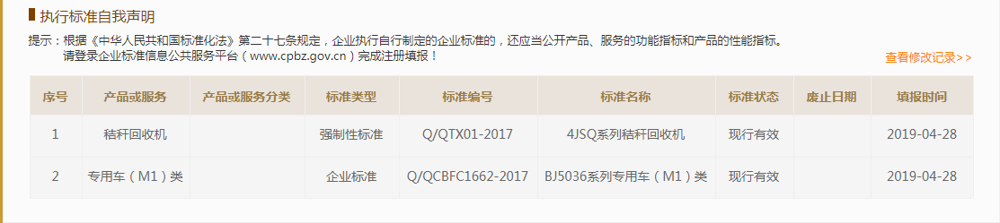 执行标准自我声明
提示：根据《中华人民共和国标准化法》第二十七条规定，企业执行自行制定的企业标准的，还应当公开产品、服务的功能指标和产品的性能指标。
请登录企业标准信息公共服务平台（www.cpbz.gov.cn）完成注册填报！
查看修改记录>>
序号 产品或服务 产品或服务分类 标准类型 标准编号 标准名称 标准状态 废止日期 填报时间
1 秸秆回收机 强制性标准 Q/QTX01-2017 4JSQ系列秸秆回收机 现行有效 2019-04-28
2 专用车（M1）类 企业标准 Q/QCBFC1662-2017 BJ5036系列专用车（M1）类 现行有效 2019-04-28